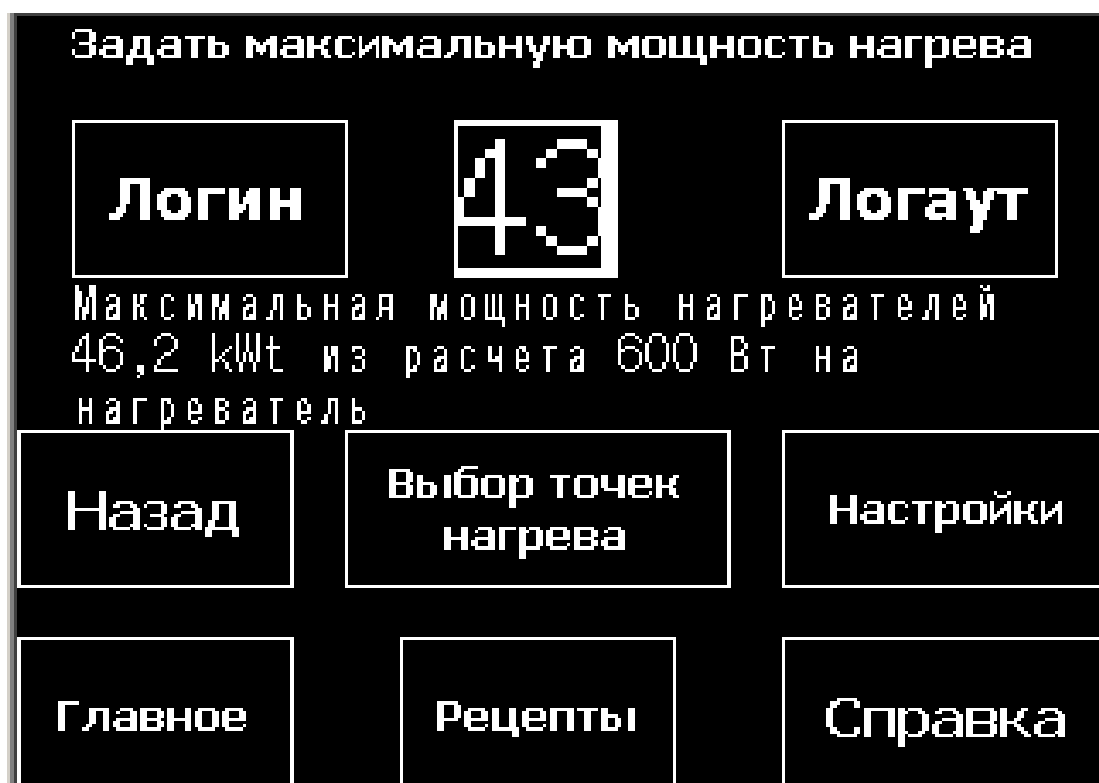 Задать максимальную мощность нагрева
Логин
43
Логаут
Максимальная мощность нагревателей
46,2 kWt из расчета 600 Вт на
нагреватель
Назад
Выбор точек
нагрева
Настройки
Главное
Рецепты
Справка